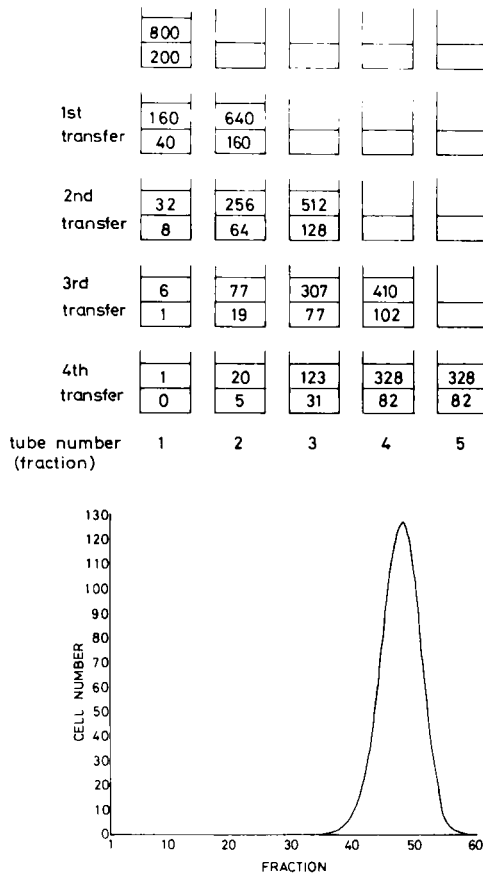 800
200
1st transfer
160 640
40 160
2nd transfer
32 256 512
8 64 128
3rd transfer
6 77 307 410
1 19 77 102
4th transfer
1 20 123 328 328
0 5 31 82 82
tube number (fraction) 1 2 3 4 5
130
120
110
100
90
80
70
60
50
40
30
20
10
0
CELL NUMBER
1 10 20 30 40 50 60
FRACTION